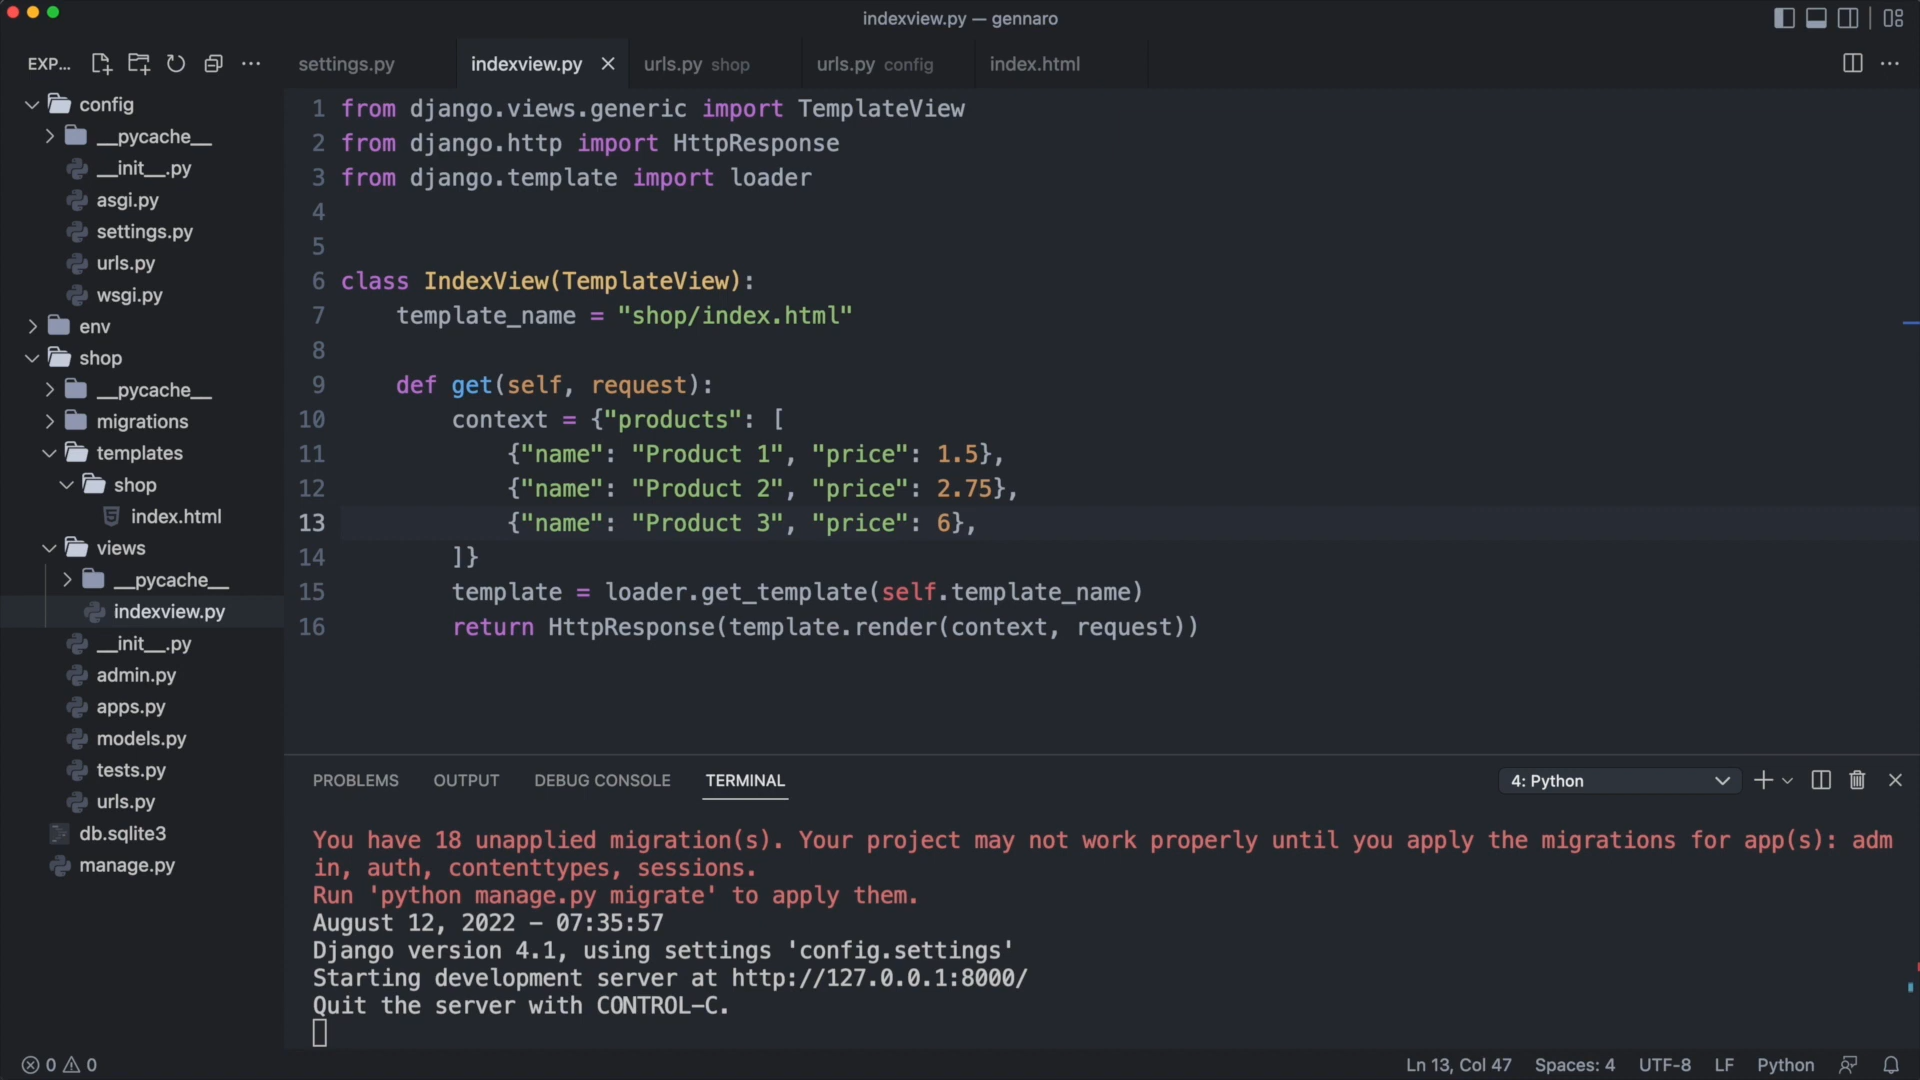 indexview.py — gennaro
EXP...
settings.py
indexview.py
urls.py shop
urls.py config
index.html
config
__pycache__
__init__.py
asgi.py
settings.py
urls.py
wsgi.py
env
shop
__pycache__
migrations
templates
shop
index.html
views
__pycache__
indexview.py
__init__.py
admin.py
apps.py
models.py
tests.py
urls.py
db.sqlite3
manage.py
1 from django.views.generic import TemplateView
2 from django.http import HttpResponse
3 from django.template import loader
4
5
6 class IndexView(TemplateView):
7     template_name = "shop/index.html"
8
9     def get(self, request):
10         context = {"products": [
11             {"name": "Product 1", "price": 1.5},
12             {"name": "Product 2", "price": 2.75},
13             {"name": "Product 3", "price": 6},
14         ]}
15         template = loader.get_template(self.template_name)
16         return HttpResponse(template.render(context, request))
PROBLEMS OUTPUT DEBUG CONSOLE TERMINAL
4: Python
You have 18 unapplied migration(s). Your project may not work properly until you apply the migrations for app(s): adm
in, auth, contenttypes, sessions.
Run 'python manage.py migrate' to apply them.
August 12, 2022 - 07:35:57
Django version 4.1, using settings 'config.settings'
Starting development server at http://127.0.0.1:8000/
Quit the server with CONTROL-C.
0 0
Ln 13, Col 47 Spaces: 4 UTF-8 LF Python